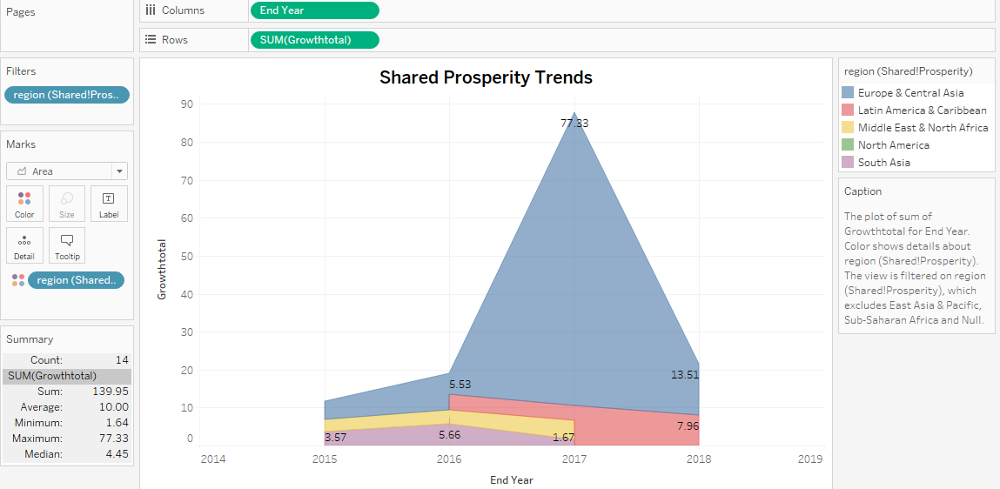 Pages
Columns
End Year
Rows
SUM(Growthtotal)
Filters
region (Shared!Pros..
Marks
Area
Color
Size
Label
Detail
Tooltip
region (Shared..
Summary
Count: 14
SUM(Growthtotal)
Sum: 139.95
Average: 10.00
Minimum: 1.64
Maximum: 77.33
Median: 4.45
Shared Prosperity Trends
Growthtotal
90
80
70
60
50
40
30
20
10
0
77.33
5.53
13.51
7.96
3.57
5.66
1.67
2014
2015
2016
2017
2018
2019
End Year
region (Shared!Prosperity)
Europe & Central Asia
Latin America & Caribbean
Middle East & North Africa
North America
South Asia
Caption
The plot of sum of
Growthtotal for End Year.
Color shows details about
region (Shared!Prosperity).
The view is filtered on region
(Shared!Prosperity), which
excludes East Asia & Pacific,
Sub-Saharan Africa and Null.